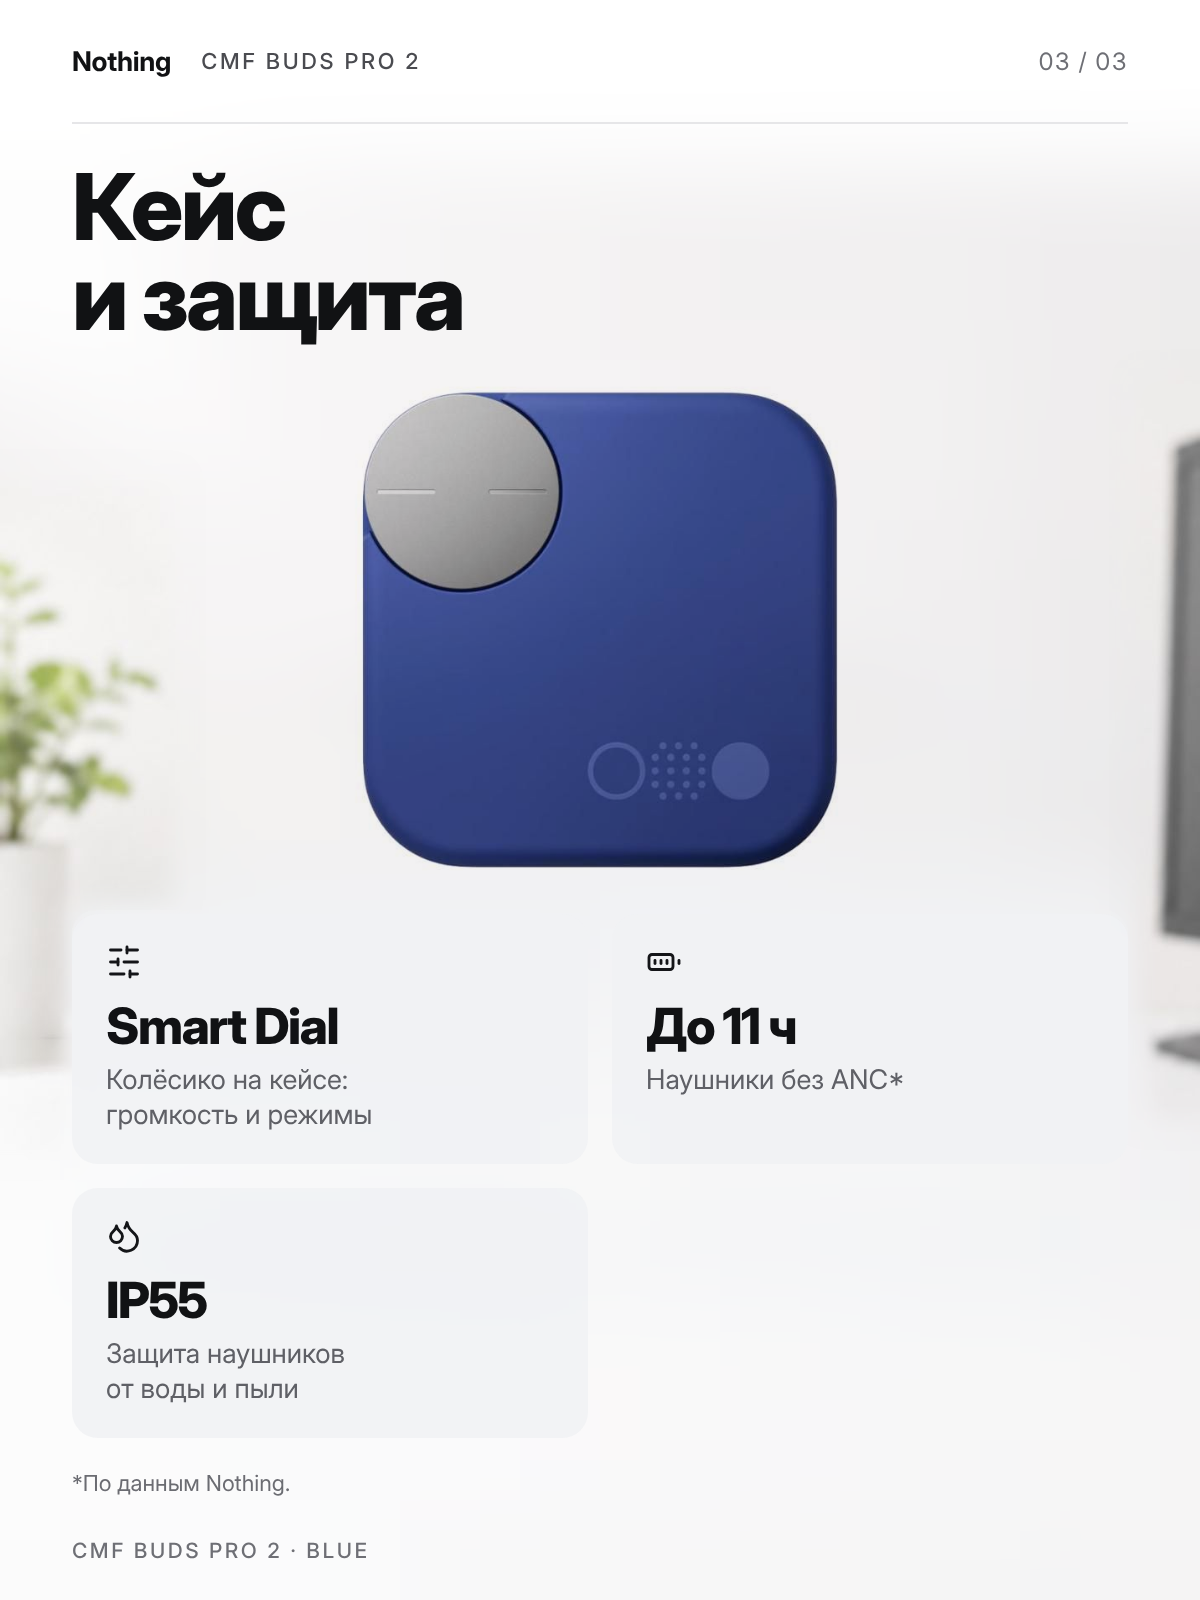 Nothing CMF BUDS PRO 2 03 / 03
Кейс
и защита
Smart Dial
Колёсико на кейсе:
громкость и режимы
До 11 ч
Наушники без ANC*
IP55
Защита наушников
от воды и пыли
*По данным Nothing.
CMF BUDS PRO 2 · BLUE